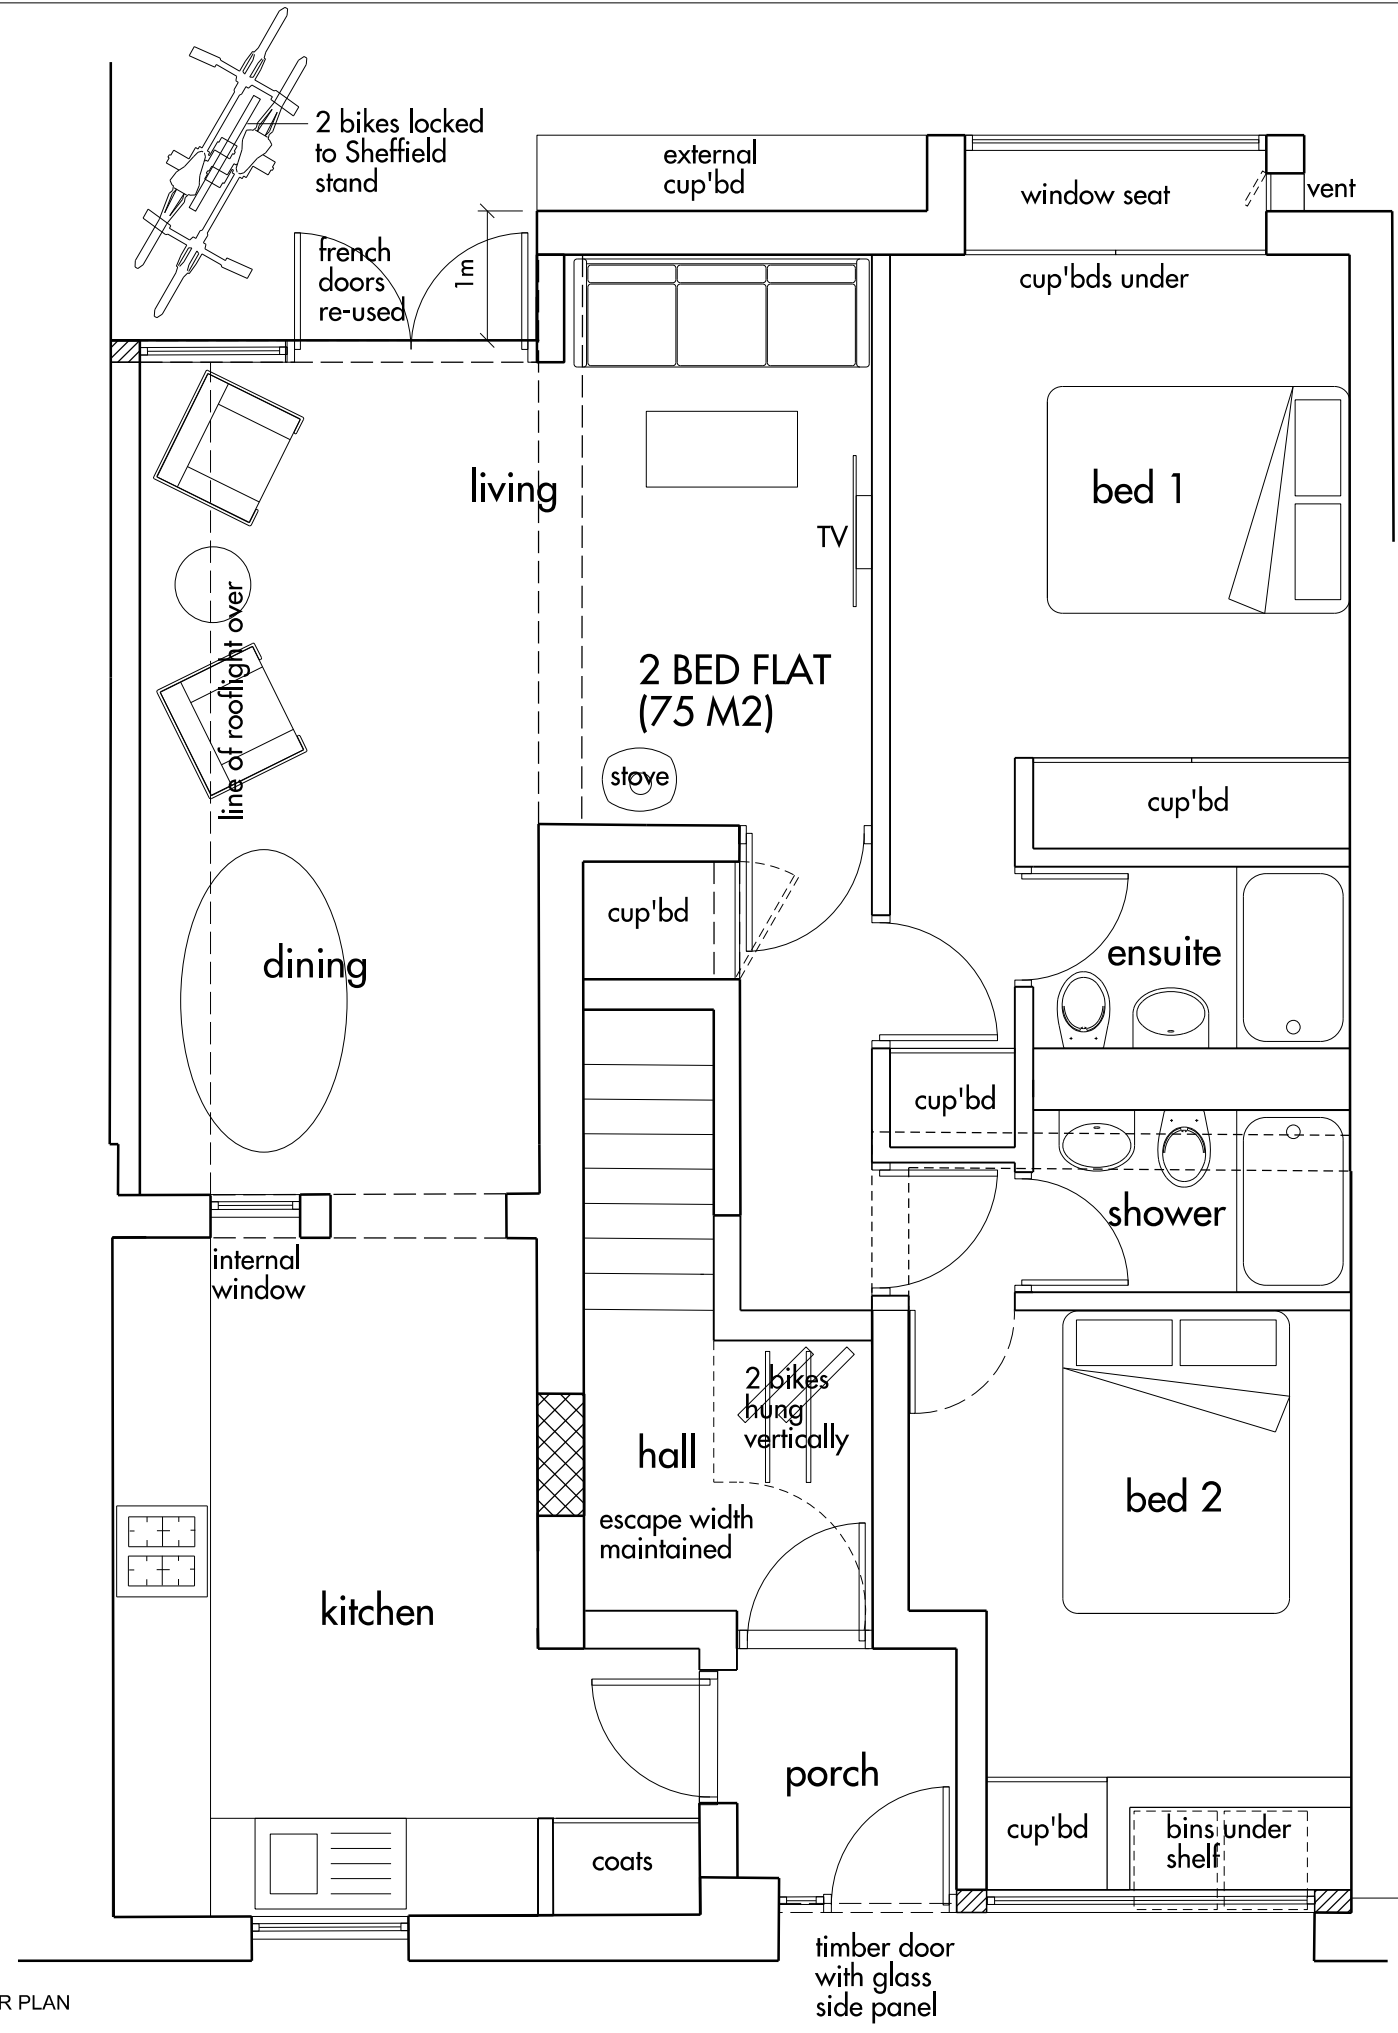 2 bikes locked
to Sheffield
stand
external
cup'bd
window seat
vent
french
doors
re-used
1m
cup'bds under
living
bed 1
TV
line of rooflight over
2 BED FLAT
(75 M2)
stove
cup'bd
cup'bd
dining
ensuite
cup'bd
shower
internal
window
2 bikes
hung
vertically
hall
bed 2
escape width
maintained
kitchen
porch
cup'bd
bins under
shelf
coats
timber door
with glass
side panel
R PLAN